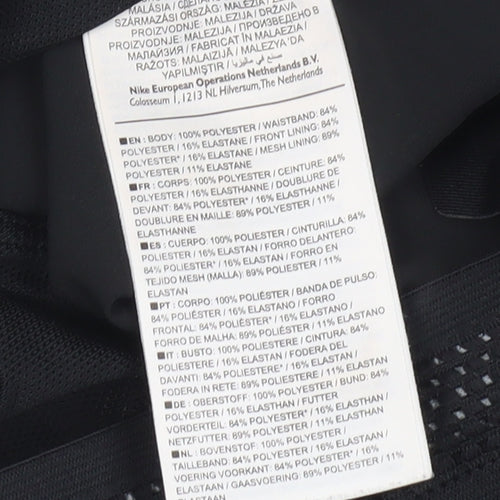 MALÁSIA /
SZÁRMAZÁSI ORSZÁG: MALÉZIA /
PROIZVODNJE: MALEZIJA / DRŽAVA
PROIZVODNJE: MALEZIJA / ПРОИЗВЕДЕНО В
МАЛАЙЗИЯ / FABRICAT ÎN MALAEZIA /
RAŽOTS: MALAIZIJĀ / MALEZYA'DA
YAPILMIŞTIR / صنع في ماليزيا
Nike European Operations Netherlands B.V.
Colosseum 1, 1213 NL Hilversum, The Netherlands
EN: BODY: 100% POLYESTER / WAISTBAND: 84%
POLYESTER / 16% ELASTANE / FRONT LINING: 84%
POLYESTER* / 16% ELASTANE / MESH LINING: 89%
POLYESTER / 11% ELASTANE
FR: CORPS: 100% POLYESTER / CEINTURE: 84%
POLYESTER / 16% ÉLASTHANNE / DOUBLURE DE
DEVANT: 84% POLYESTER* / 16% ÉLASTHANNE /
DOUBLURE EN MAILLE: 89% POLYESTER / 11%
ÉLASTHANNE
ES: CUERPO: 100% POLIÉSTER / CINTURILLA: 84%
POLIÉSTER / 16% ELASTAN / FORRO DELANTERO:
84% POLIÉSTER* / 16% ELASTAN / FORRO EN
TEJIDO MESH (MALLA): 89% POLIÉSTER / 11%
ELASTAN
PT: CORPO: 100% POLIÉSTER / BANDA DE PULSO:
84% POLIÉSTER / 16% ELASTANO / FORRO
FRONTAL: 84% POLIÉSTER* / 16% ELASTANO /
FORRO DE MALHA: 89% POLIÉSTER / 11% ELASTANO
IT: BUSTO: 100% POLIESTERE / CINTURA: 84%
POLIESTERE / 16% ELASTAN / FODERA DEL
DAVANTI: 84% POLIESTERE* / 16% ELASTAN /
FODERA IN RETE: 89% POLIESTERE / 11% ELASTAN
DE: OBERSTOFF: 100% POLYESTER / BUND: 84%
POLYESTER / 16% ELASTHAN / FUTTER
VORDERTEIL: 84% POLYESTER* / 16% ELASTHAN /
NETZFUTTER: 89% POLYESTER / 11% ELASTHAN
NL: BOVENSTOF: 100% POLYESTER /
TAILLEBAND: 84% POLYESTER / 16% ELASTAAN /
VOERING VOORKANT: 84% POLYESTER* / 16%
ELASTAAN / GAASVOERING: 89% POLYESTER / 11%
ELASTAAN